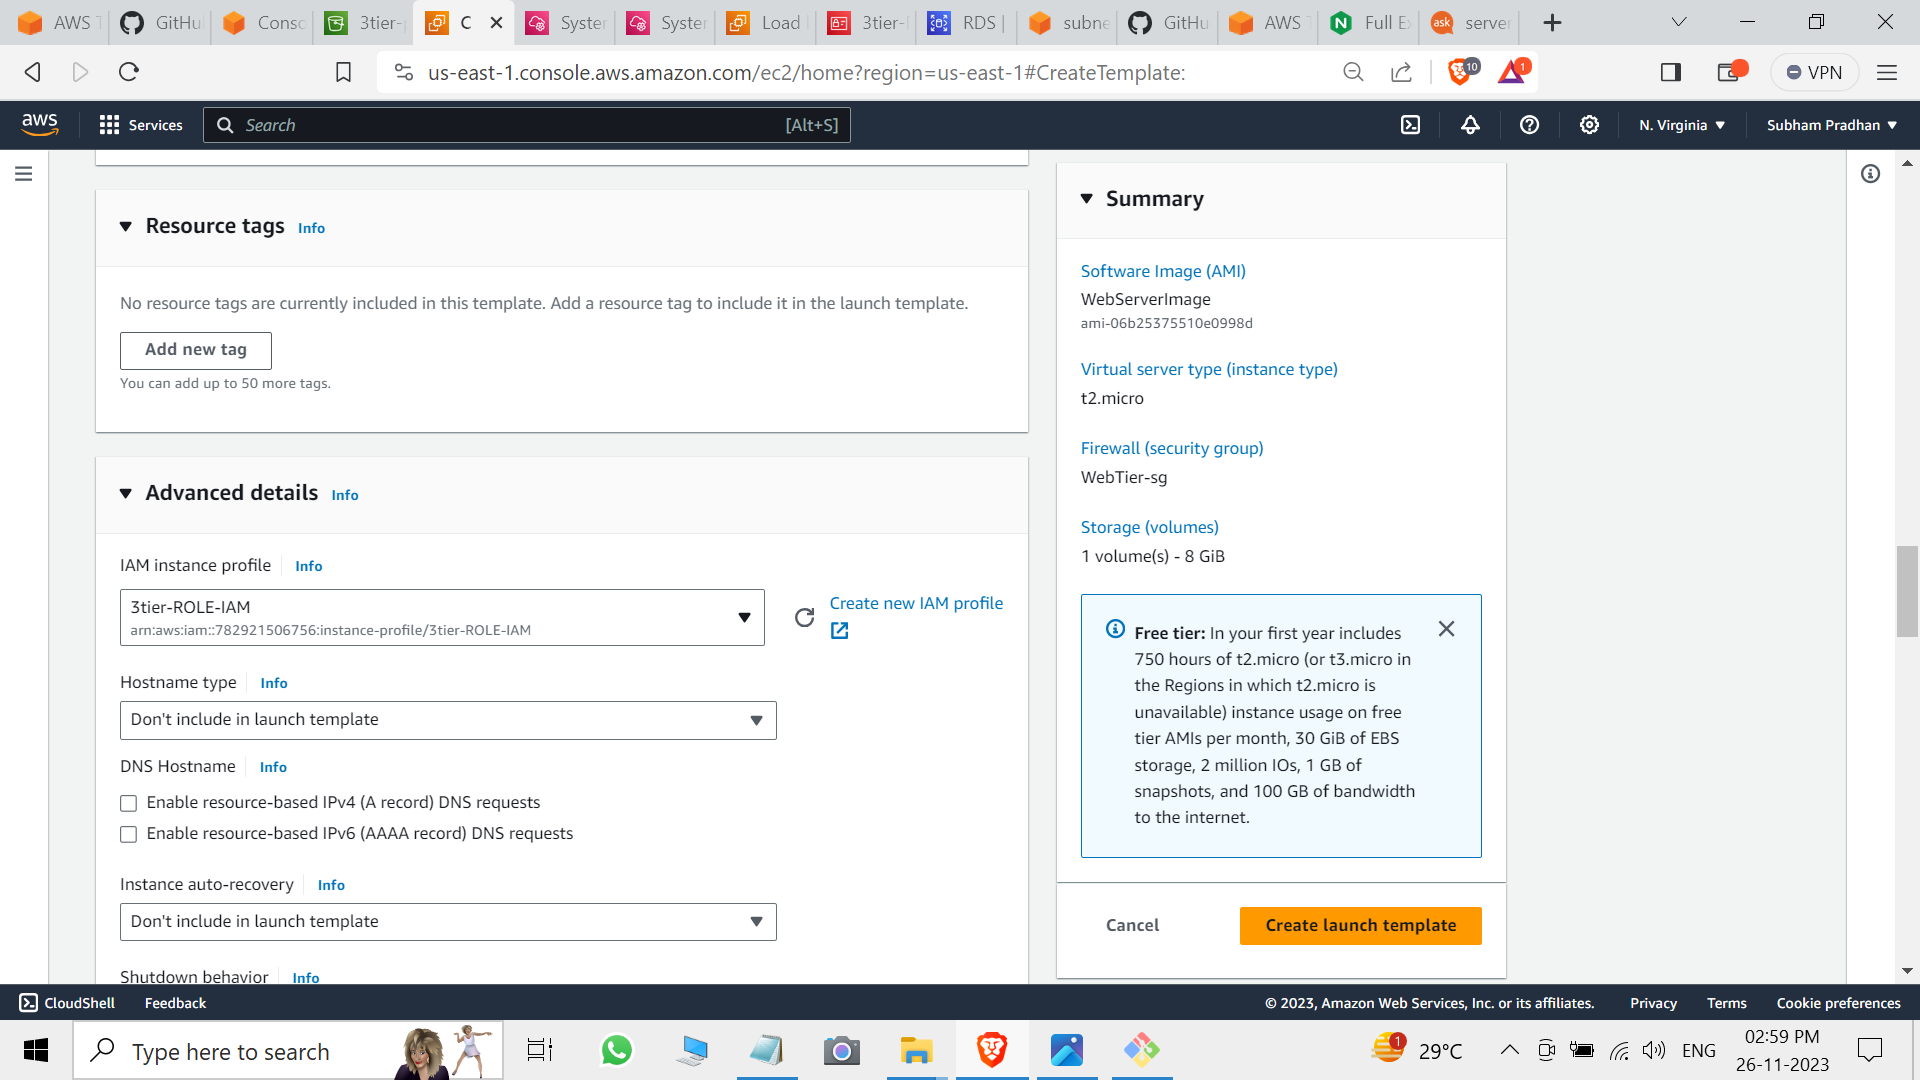 AWS T
GitHu
Conso
3tier-p
C
System
System
Load
3tier-
RDS |
subne
GitHu
AWS T
Full Ex
server
us-east-1.console.aws.amazon.com/ec2/home?region=us-east-1#CreateTemplate:
10
1
VPN
aws
Services
Search
[Alt+S]
N. Virginia
Subham Pradhan
Resource tags Info
No resource tags are currently included in this template. Add a resource tag to include it in the launch template.
Add new tag
You can add up to 50 more tags.
Advanced details Info
IAM instance profile Info
3tier-ROLE-IAM
arn:aws:iam::782921506756:instance-profile/3tier-ROLE-IAM
Create new IAM profile
Hostname type Info
Don't include in launch template
DNS Hostname Info
Enable resource-based IPv4 (A record) DNS requests
Enable resource-based IPv6 (AAAA record) DNS requests
Instance auto-recovery Info
Don't include in launch template
Shutdown behavior Info
Summary
Software Image (AMI)
WebServerImage
ami-06b25375510e0998d
Virtual server type (instance type)
t2.micro
Firewall (security group)
WebTier-sg
Storage (volumes)
1 volume(s) - 8 GiB
Free tier: In your first year includes
750 hours of t2.micro (or t3.micro in
the Regions in which t2.micro is
unavailable) instance usage on free
tier AMIs per month, 30 GiB of EBS
storage, 2 million IOs, 1 GB of
snapshots, and 100 GB of bandwidth
to the internet.
Cancel
Create launch template
CloudShell
Feedback
© 2023, Amazon Web Services, Inc. or its affiliates.
Privacy
Terms
Cookie preferences
Type here to search
1
29°C
ENG
02:59 PM
26-11-2023